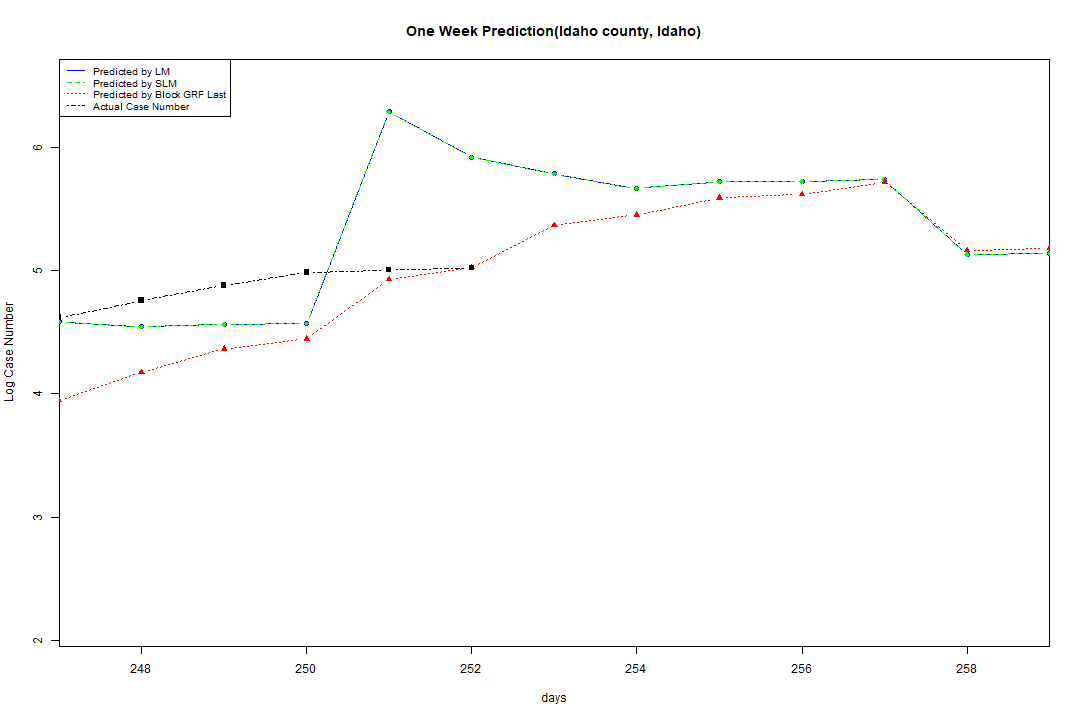 One Week Prediction(Idaho county, Idaho)
Predicted by LM
Predicted by SLM
Predicted by Block GRF Last
Actual Case Number
6
5
4
3
2
Log Case Number
248 250 252 254 256 258
days